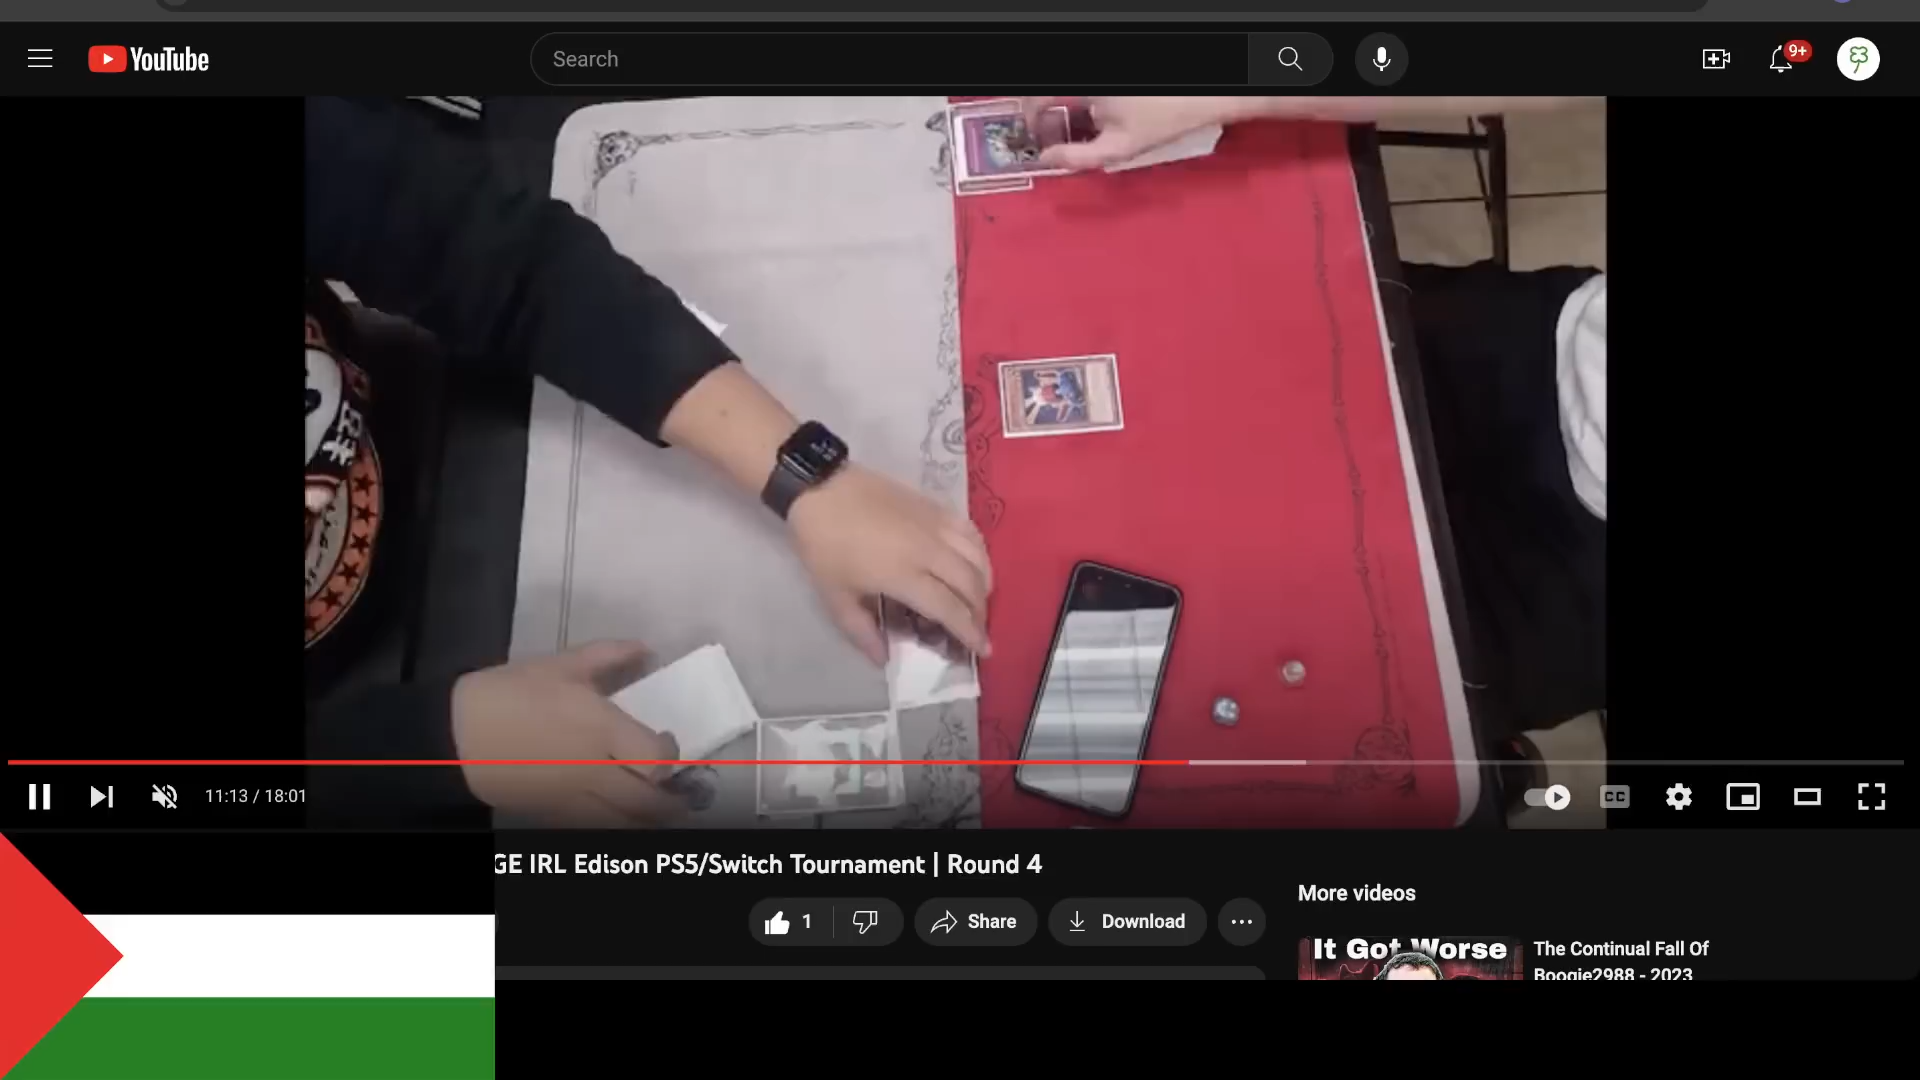 YouTube
Search
9+
11:13 / 18:01
CC
GE IRL Edison PS5/Switch Tournament | Round 4
1
Share
Download
More videos
It Got Worse
The Continual Fall Of
Boogie2988 - 2023